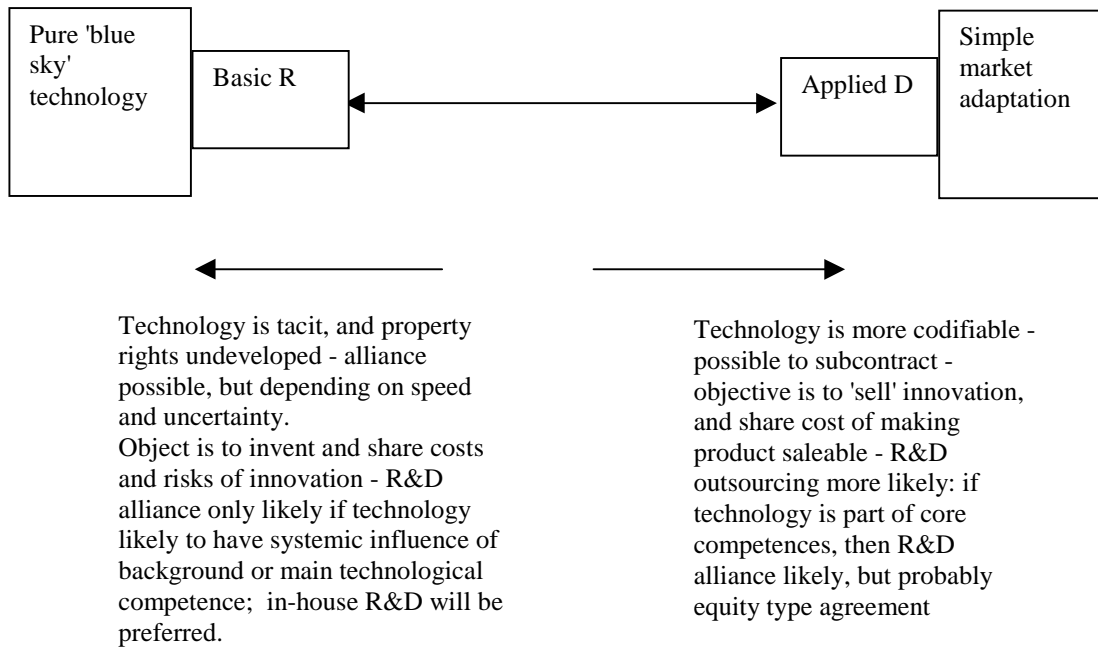 Pure 'blue
sky'
technology
Basic R
Applied D
Simple
market
adaptation
Technology is tacit, and property
rights undeveloped - alliance
possible, but depending on speed
and uncertainty.
Object is to invent and share costs
and risks of innovation - R&D
alliance only likely if technology
likely to have systemic influence of
background or main technological
competence;  in-house R&D will be
preferred.
Technology is more codifiable -
possible to subcontract -
objective is to 'sell' innovation,
and share cost of making
product saleable - R&D
outsourcing more likely: if
technology is part of core
competences, then R&D
alliance likely, but probably
equity type agreement